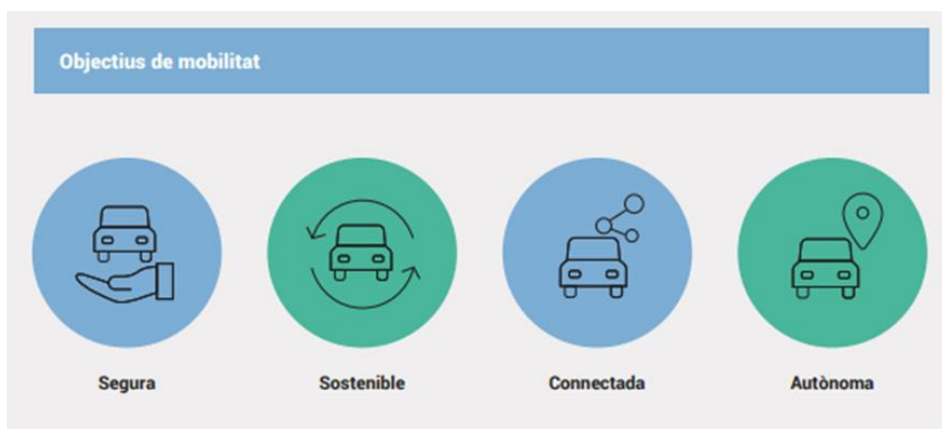 Objectius de mobilitat
Segura
Sostenible
Connectada
Autònoma